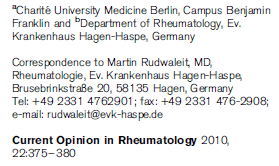 ᵃCharité University Medicine Berlin, Campus Benjamin
Franklin and ᵇDepartment of Rheumatology, Ev.
Krankenhaus Hagen-Haspe, Germany
Correspondence to Martin Rudwaleit, MD,
Rheumatologie, Ev. Krankenhaus Hagen-Haspe,
Brusebrinkstraße 20, 58135 Hagen, Germany
Tel: +49 2331 4762901; fax: +49 2331 476-2908;
e-mail: rudwaleit@evk-haspe.de
Current Opinion in Rheumatology 2010,
22:375–380